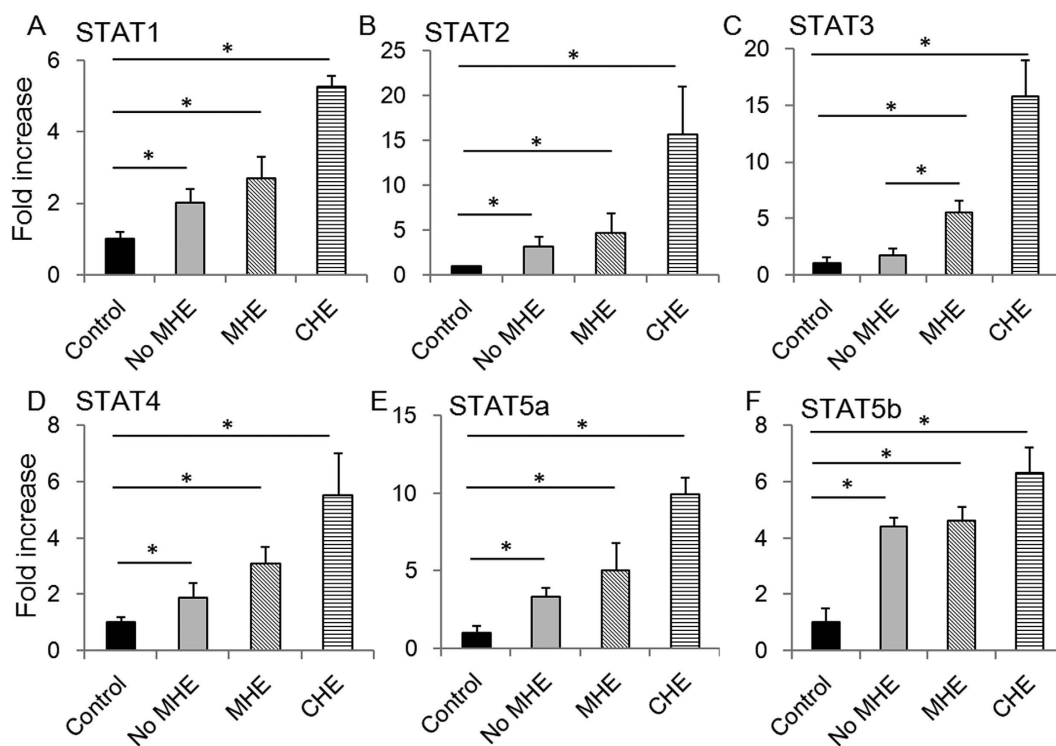 A STAT1
Fold increase
6
4
2
0
*
*
*
Control
No MHE
MHE
CHE
B STAT2
25
20
15
10
5
0
*
*
*
Control
No MHE
MHE
CHE
C STAT3
20
15
10
5
0
*
*
*
Control
No MHE
MHE
CHE
D STAT4
Fold increase
8
6
4
2
0
*
*
*
Control
No MHE
MHE
CHE
E STAT5a
15
10
5
0
*
*
*
Control
No MHE
MHE
CHE
F STAT5b
8
6
4
2
0
*
*
*
Control
No MHE
MHE
CHE